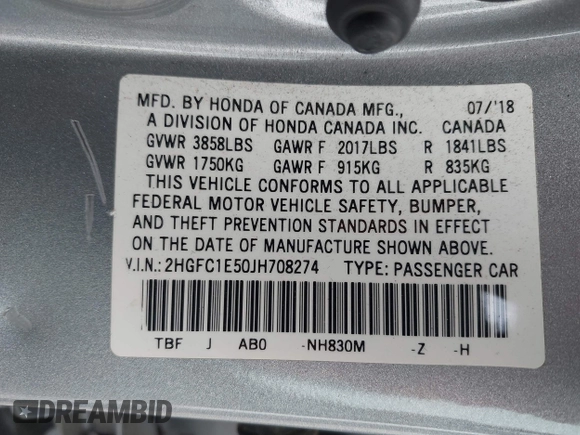 MFD. BY HONDA OF CANADA MFG., 07/'18
A DIVISION OF HONDA CANADA INC. CANADA
GVWR 3858LBS GAWR F 2017LBS R 1841LBS
GVWR 1750KG GAWR F 915KG R 835KG
THIS VEHICLE CONFORMS TO ALL APPLICABLE
FEDERAL MOTOR VEHICLE SAFETY, BUMPER,
AND THEFT PREVENTION STANDARDS IN EFFECT
ON THE DATE OF MANUFACTURE SHOWN ABOVE.
V.I.N.: 2HGFC1E50JH708274 TYPE: PASSENGER CAR
TBF J AB0 -NH830M -Z -H
DREAMBID